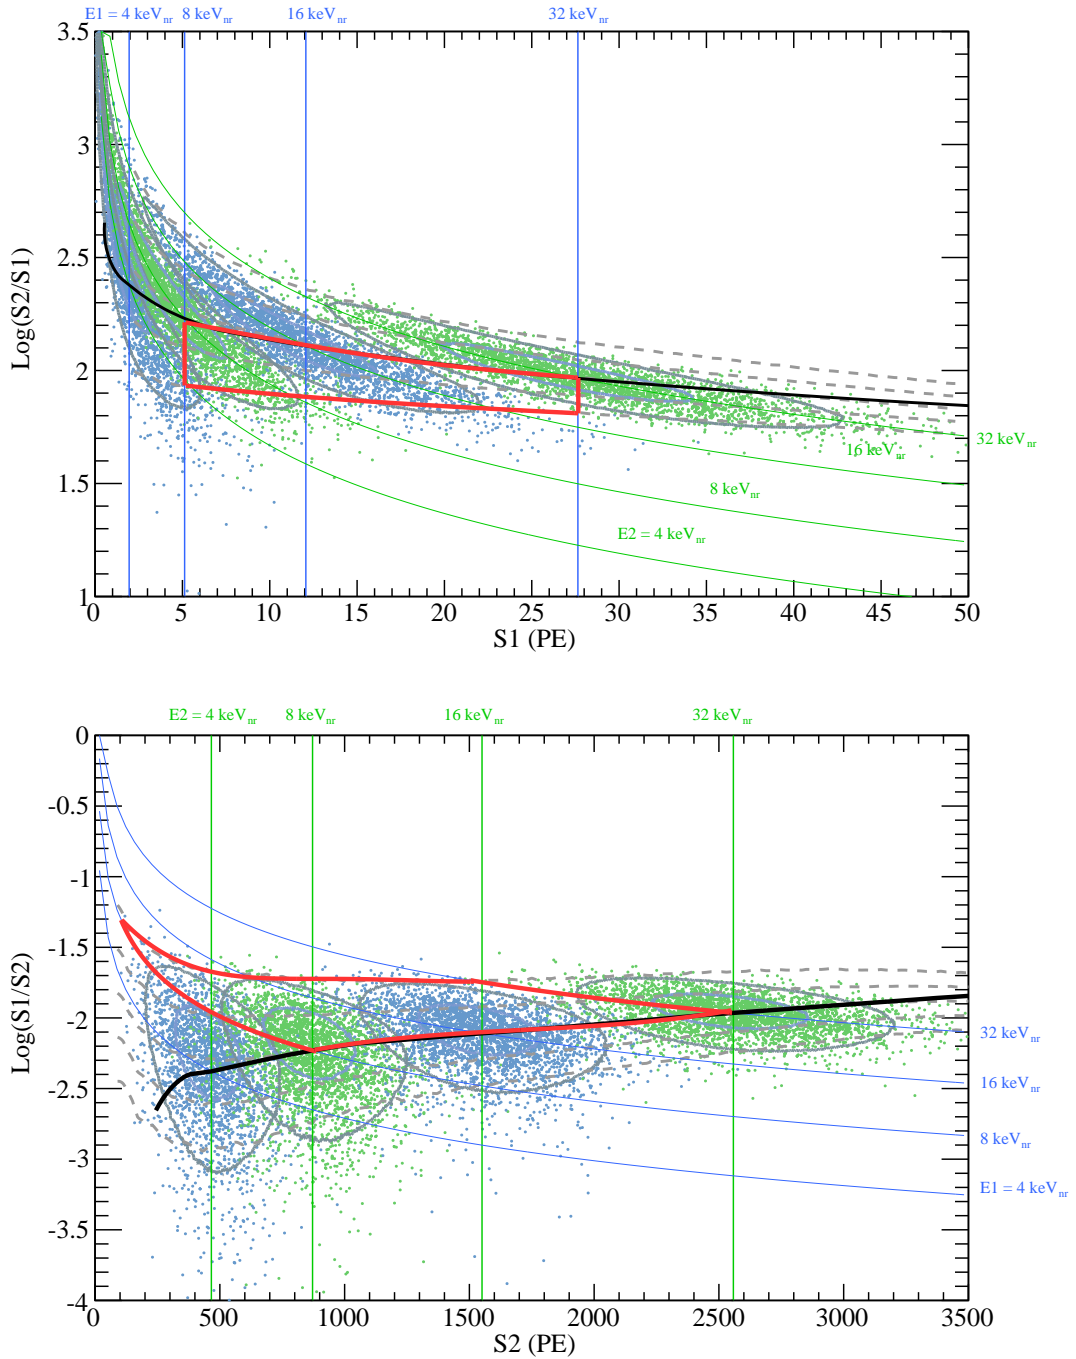 E1 = 4 keVnr 8 keVnr 16 keVnr 32 keVnr
3.5
3
2.5
2
1.5
1
Log(S2/S1)
32 keVnr
16 keVnr
8 keVnr
E2 = 4 keVnr
0 5 10 15 20 25 30 35 40 45 50
S1 (PE)
E2 = 4 keVnr 8 keVnr 16 keVnr 32 keVnr
0
-0.5
-1
-1.5
-2
-2.5
-3
-3.5
-4
Log(S1/S2)
32 keVnr
16 keVnr
8 keVnr
E1 = 4 keVnr
0 500 1000 1500 2000 2500 3000 3500
S2 (PE)